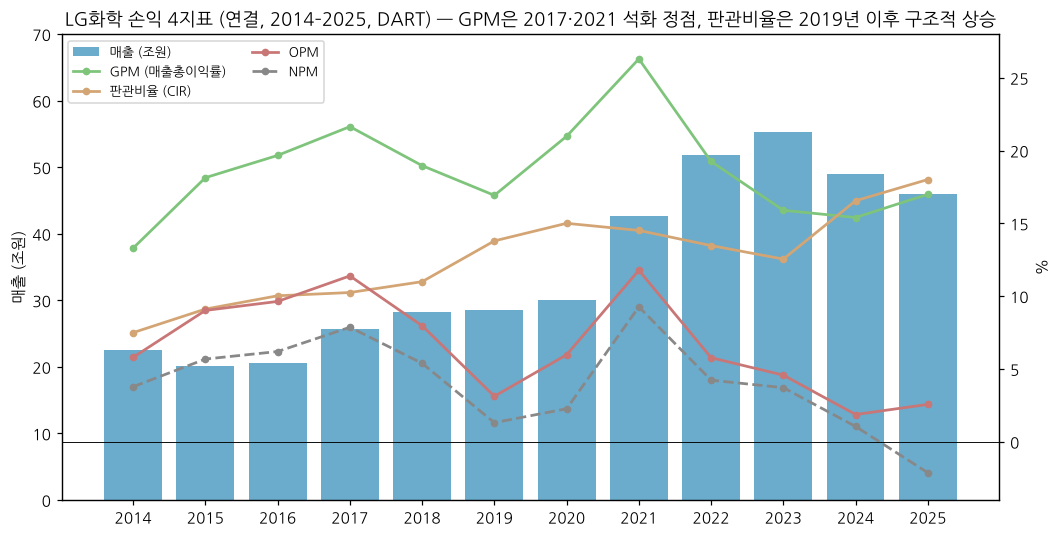 LG화학 손익 4지표 (연결, 2014-2025, DART) — GPM은 2017·2021 석화 정점, 판관비율은 2019년 이후 구조적 상승
매출 (조원)
GPM (매출총이익률)
판관비율 (CIR)
OPM
NPM
매출 (조원)
70
60
50
40
30
20
10
0
25
20
15
10
5
0
%
2014 2015 2016 2017 2018 2019 2020 2021 2022 2023 2024 2025